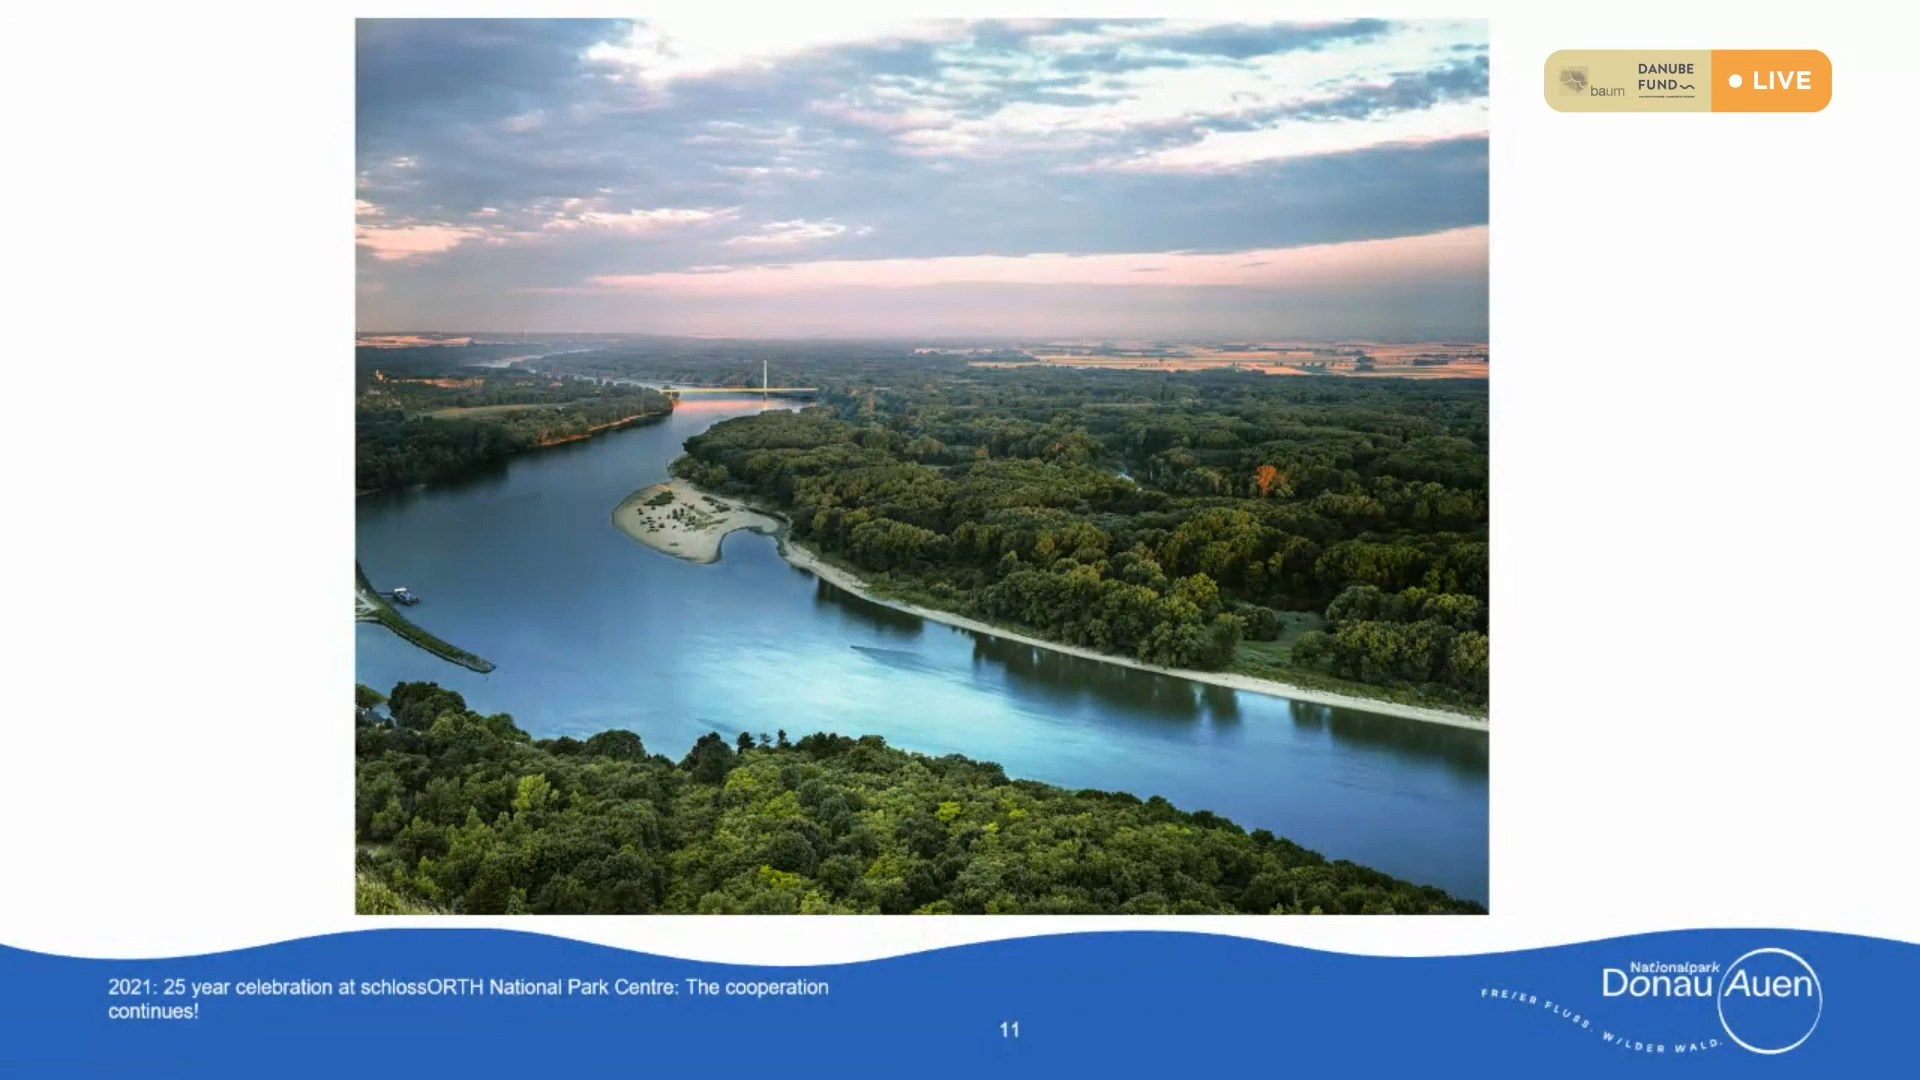 baum
DANUBE
FUND
LIVE
2021: 25 year celebration at schlossORTH National Park Centre: The cooperation
continues!
11
Nationalpark
Donau Auen
FREIER FLUSS. WILDER WALD.